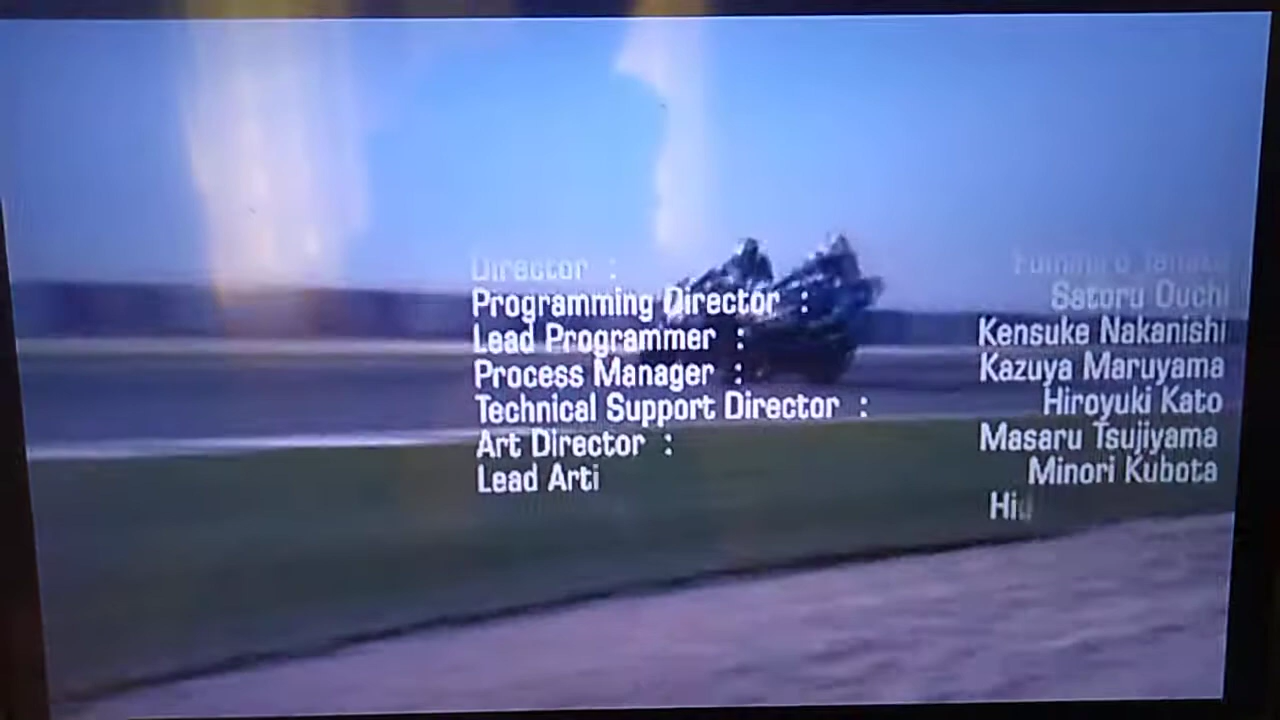 Director :
Programming Director : Satoru Ouchi
Lead Programmer : Kensuke Nakanishi
Process Manager : Kazuya Maruyama
Technical Support Director : Hiroyuki Kato
Art Director : Masaru Tsujiyama
Lead Arti Minori Kubota
Hi